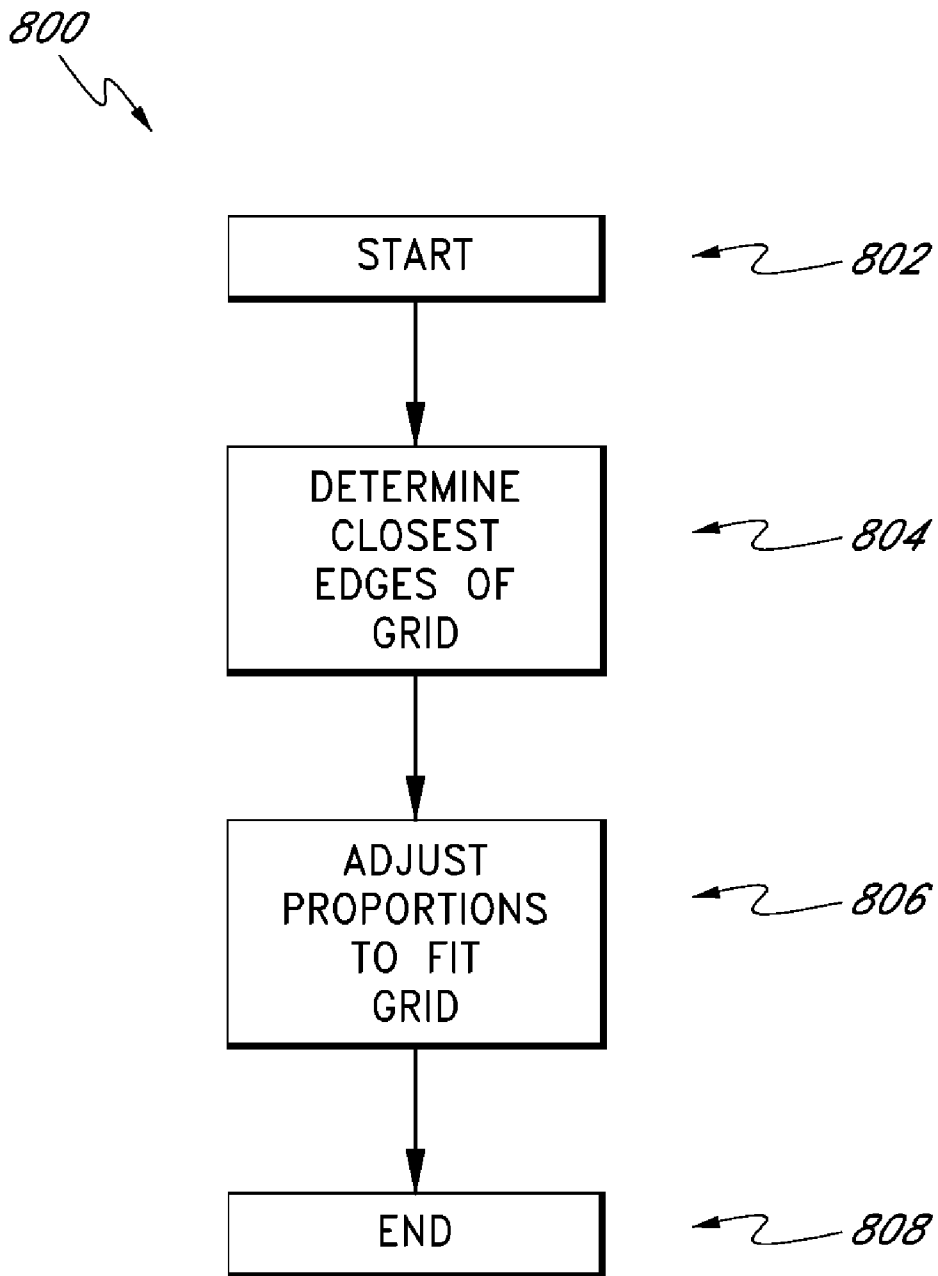 800
START
802
DETERMINE
CLOSEST
EDGES OF
GRID
804
ADJUST
PROPORTIONS
TO FIT
GRID
806
END
808